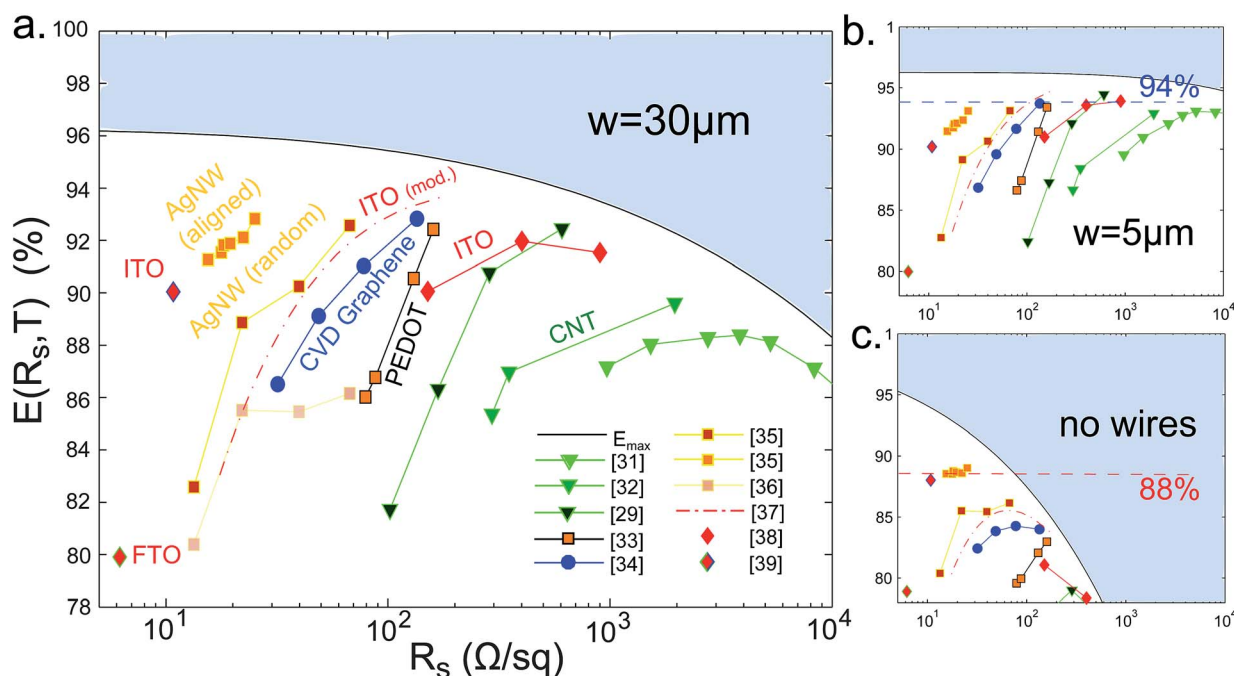 a.
100
98
96
94
92
90
88
86
84
82
80
78
E(Rs,T) (%)
10¹
10²
10³
10⁴
Rs (Ω/sq)
w=30μm
AgNW
(aligned)
AgNW (random)
ITO (mod.)
ITO
ITO
CVD Graphene
PEDOT
CNT
FTO
Emax
[31]
[32]
[29]
[33]
[34]
[35]
[35]
[36]
[37]
[38]
[39]
b.
1
95
90
85
80
94%
w=5μm
10¹
10²
10³
10⁴
c.
1
95
90
85
80
no wires
88%
10¹
10²
10³
10⁴